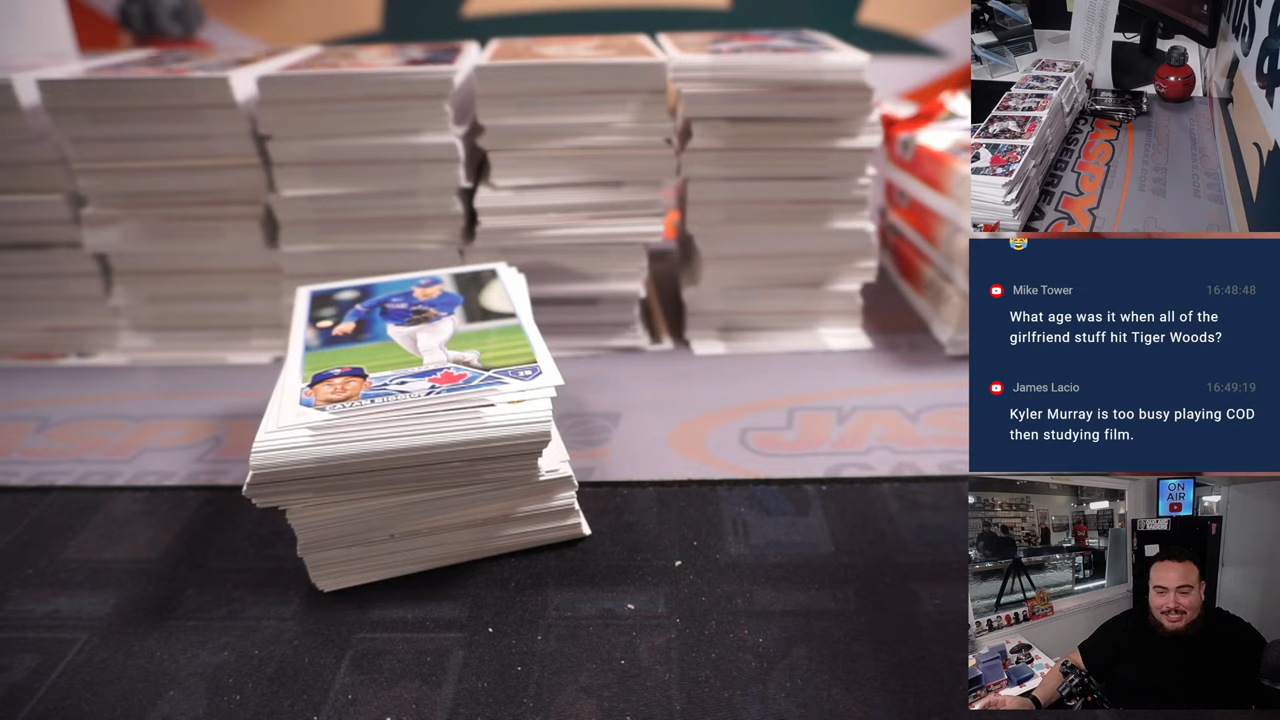 CAVAN BIGGIO
JASPY
CASEBREA
Mike Tower 16:48:48
What age was it when all of the
girlfriend stuff hit Tiger Woods?
James Lacio 16:49:19
Kyler Murray is too busy playing COD
then studying film.
ON
AIR